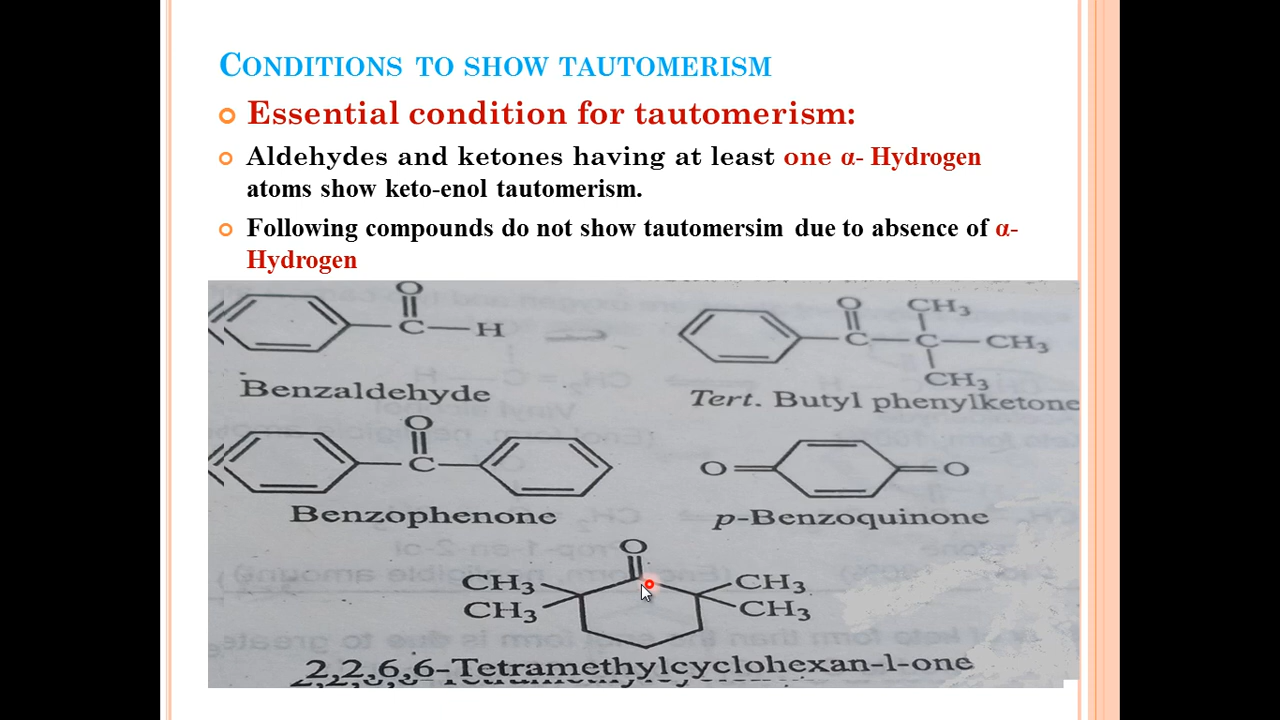 CONDITIONS TO SHOW TAUTOMERISM
Essential condition for tautomerism:
Aldehydes and ketones having at least one α- Hydrogen
atoms show keto-enol tautomerism.
Following compounds do not show tautomersim due to absence of α-
Hydrogen
O
C—H
Benzaldehyde
O CH₃
C—C—CH₃
CH₃
Tert. Butyl phenylketone
O
C
Benzophenone
O O
p-Benzoquinone
O
CH₃ CH₃
CH₃ CH₃
2,2,6,6-Tetramethylcyclohexan-1-one